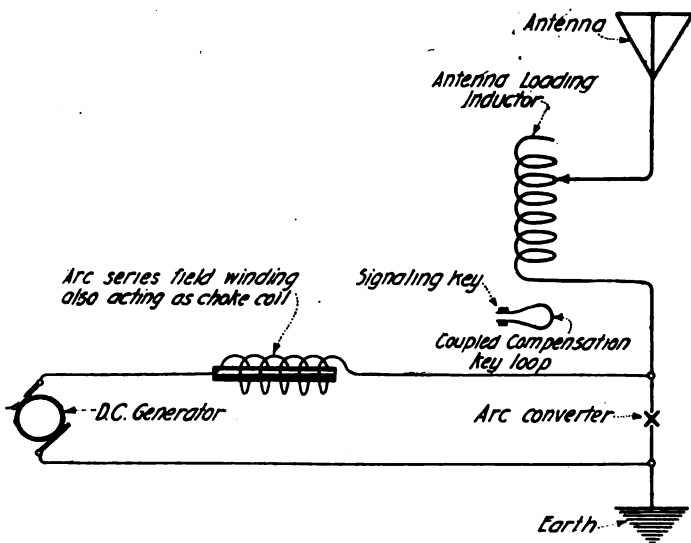 Antenna
Antenna Loading
Inductor
Arc series field winding
also acting as choke coil
Signaling key
Coupled Compensation
key loop
D.C. Generator
Arc converter
Earth